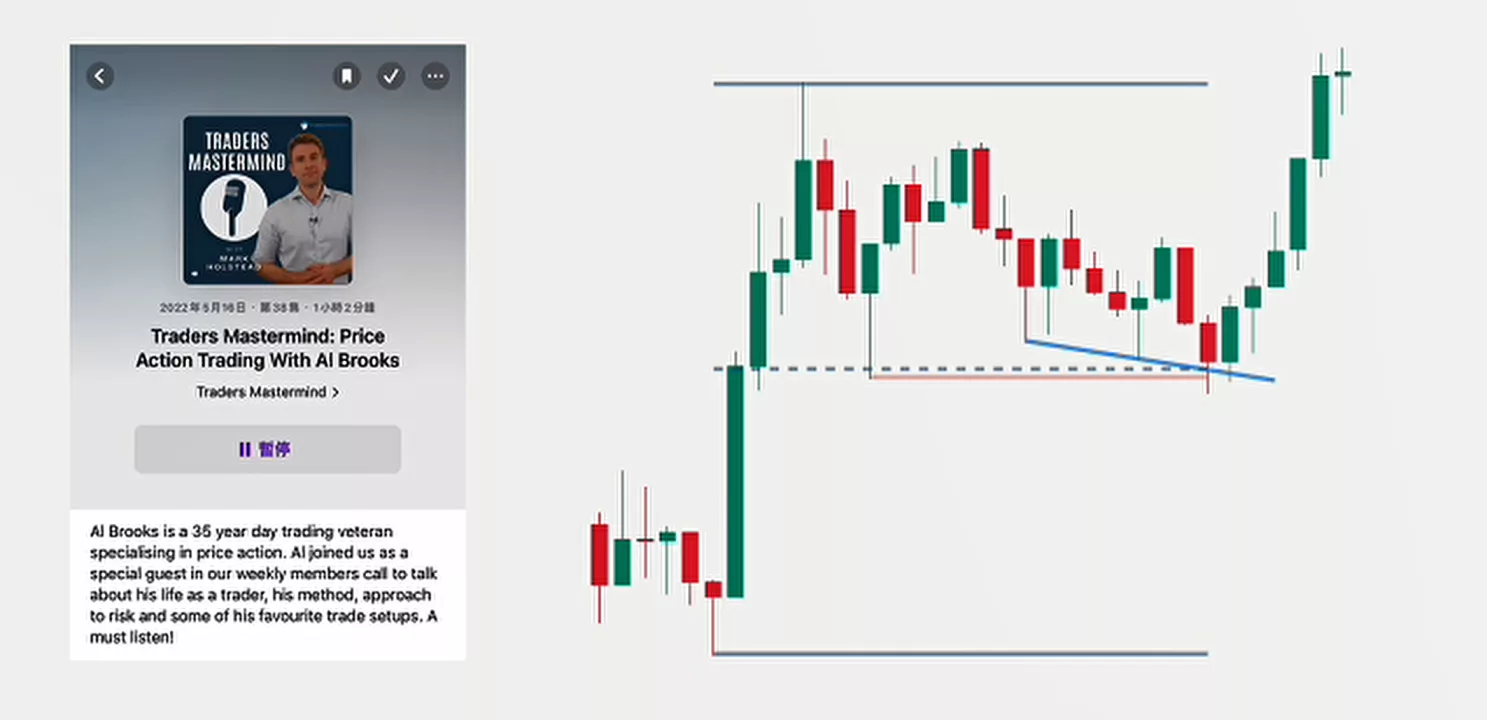 TRADERS
MASTERMIND
WITH
MARK
HOLSTEAD
2022年5月16日 · 第38集 · 1小時2分鐘
Traders Mastermind: Price
Action Trading With Al Brooks
Traders Mastermind >
暫停
Al Brooks is a 35 year day trading veteran
specialising in price action. Al joined us as a
special guest in our weekly members call to talk
about his life as a trader, his method, approach
to risk and some of his favourite trade setups. A
must listen!